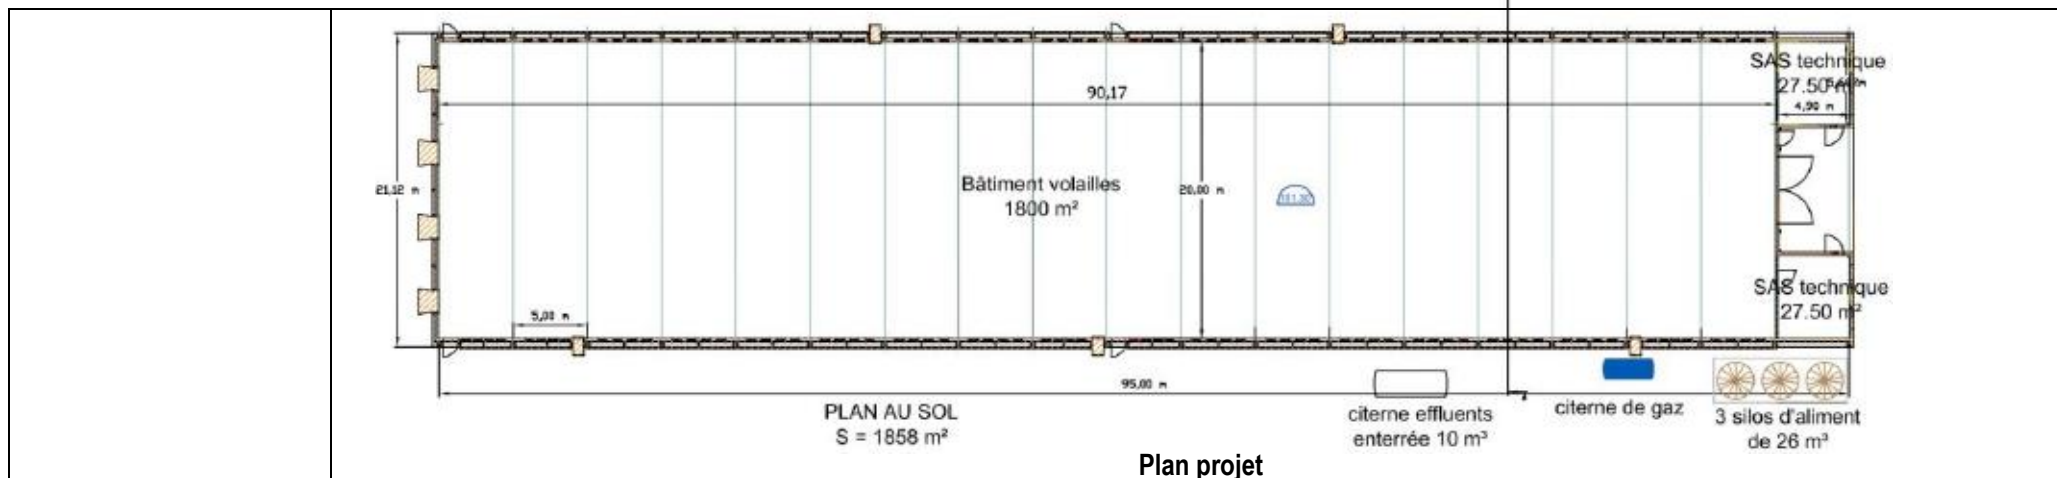 SAS technique
27.50 m²
4,90 m
90,17
21,12 m
Bâtiment volailles
1800 m²
20,00 m
SAS technique
27.50 m²
5,00 m
95,00 m
PLAN AU SOL
S = 1858 m²
citerne effluents
enterrée 10 m³
citerne de gaz
3 silos d'aliment
de 26 m³
Plan projet